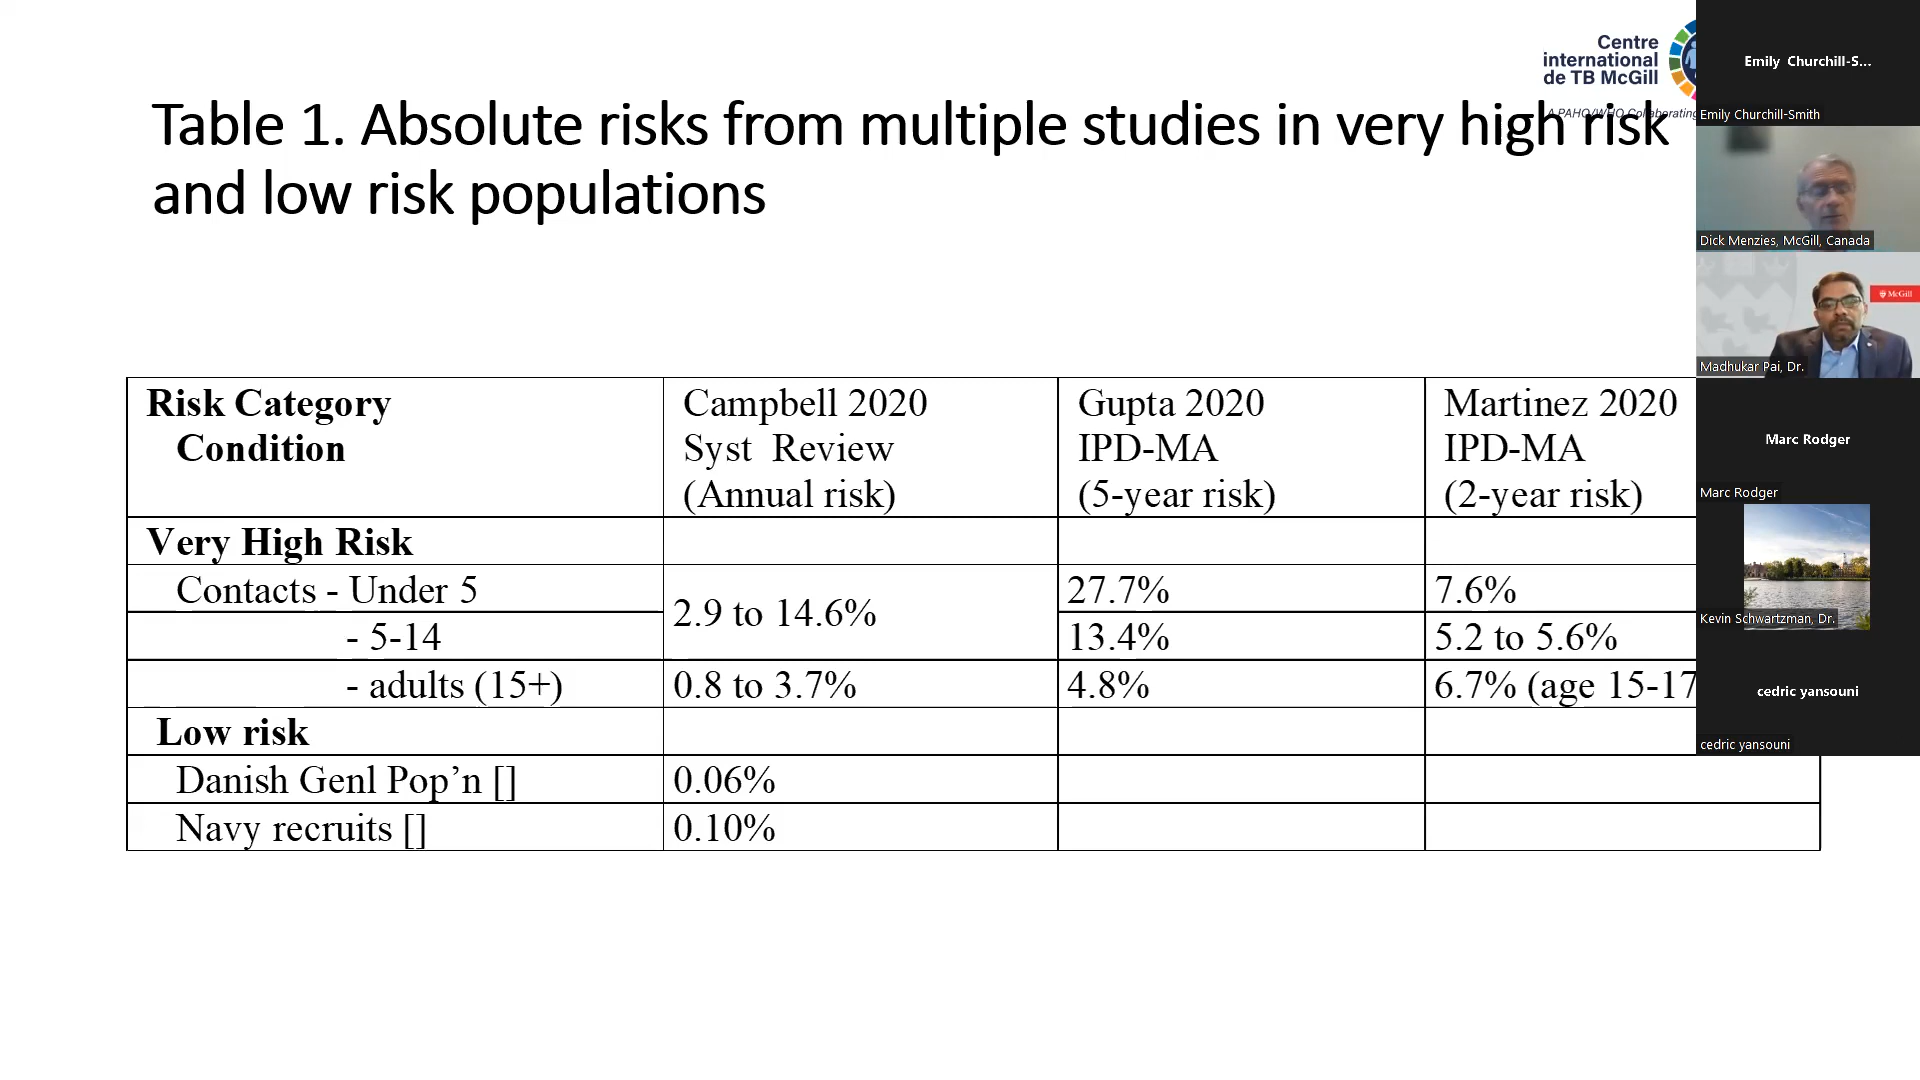 Centre
international
de TB McGill
A PAHO/WHO Collaborating
Table 1. Absolute risks from multiple studies in very high risk
and low risk populations
Risk Category
Condition
Campbell 2020
Syst Review
(Annual risk)
Gupta 2020
IPD-MA
(5-year risk)
Martinez 2020
IPD-MA
(2-year risk)
Very High Risk
Contacts - Under 5
2.9 to 14.6%
27.7%
7.6%
- 5-14
13.4%
5.2 to 5.6%
- adults (15+)
0.8 to 3.7%
4.8%
6.7% (age 15-17
Low risk
Danish Genl Pop’n []
0.06%
Navy recruits []
0.10%
Emily Churchill-S...
Emily Churchill-Smith
Dick Menzies, McGill, Canada
McGill
Madhukar Pai, Dr.
Marc Rodger
Marc Rodger
Kevin Schwartzman, Dr.
cedric yansouni
cedric yansouni